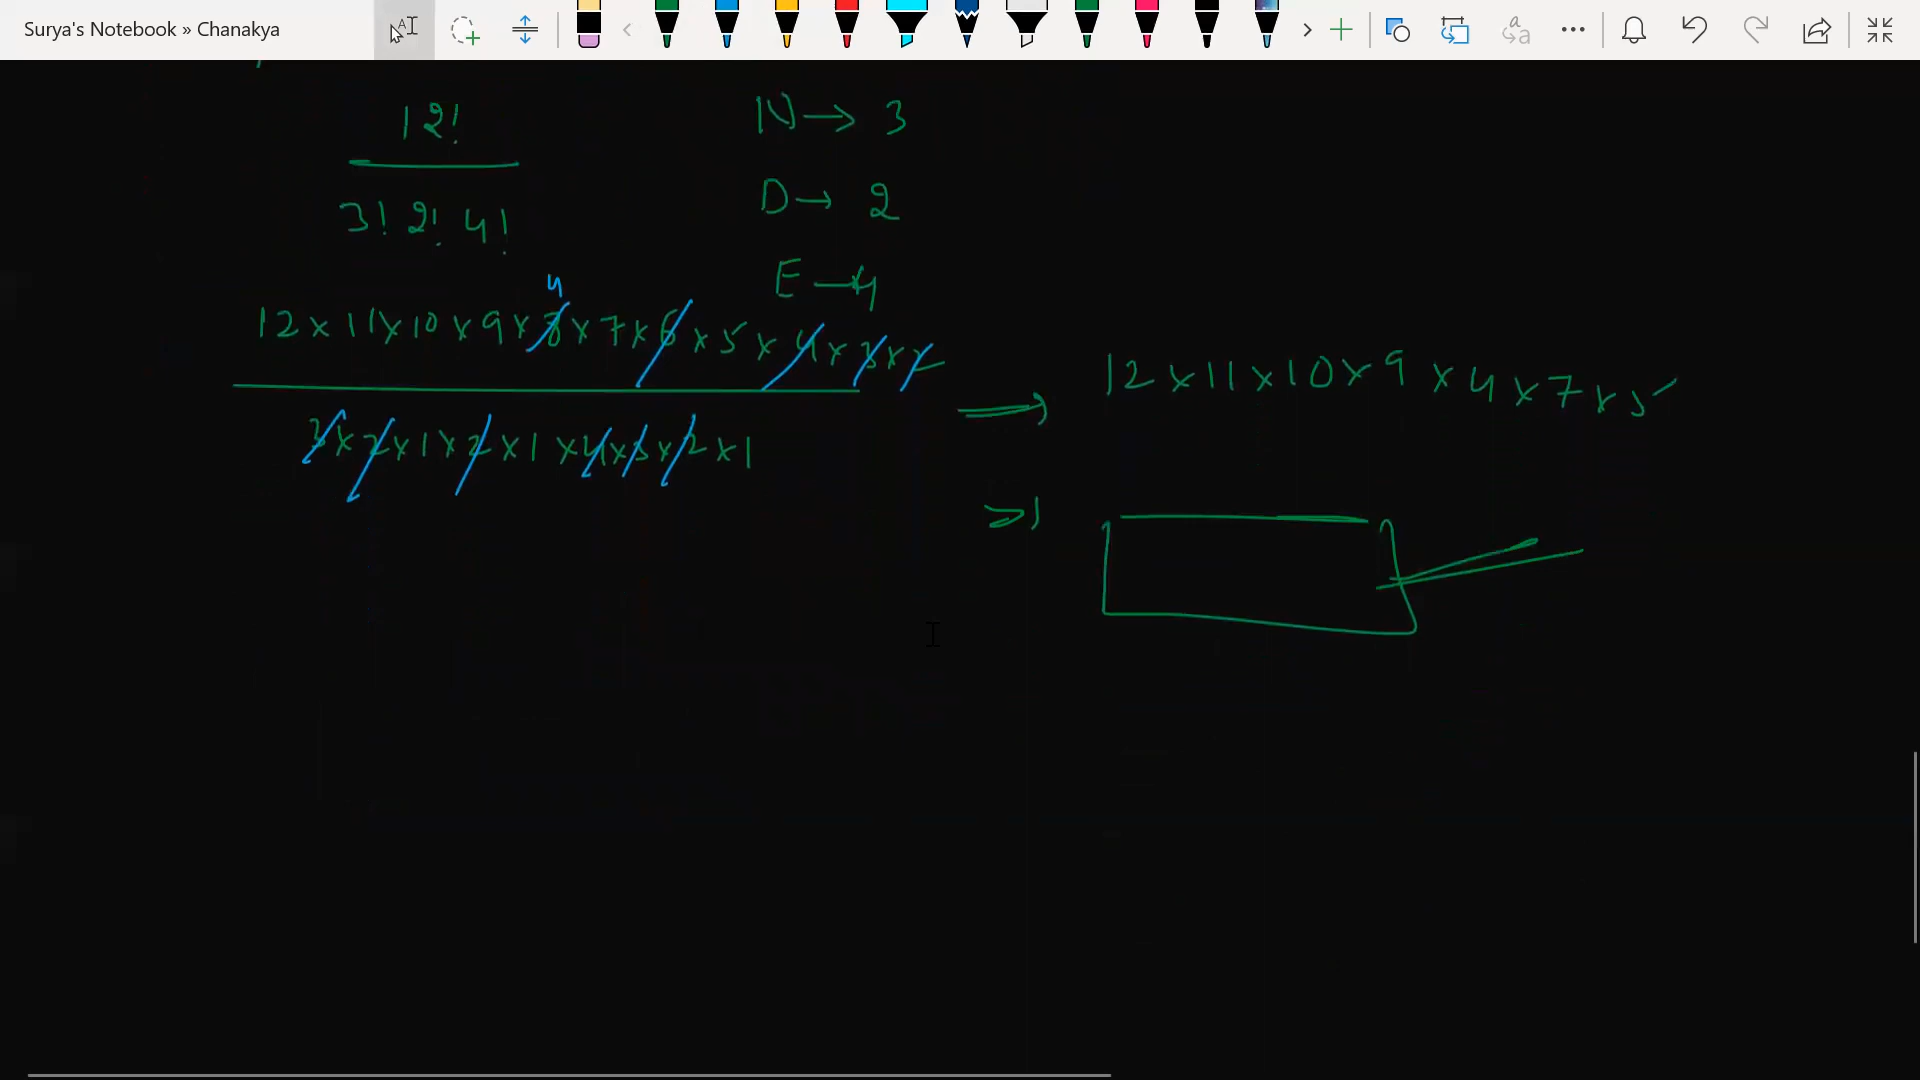 Surya's Notebook » Chanakya
12!
3! 2! 4!
N → 3
D → 2
E → 4
4
12 × 11 × 10 × 9 × 8 × 7 × 6 × 5 × 4 × 3 × 2
3 × 2 × 1 × 2 × 1 × 4 × 3 × 2 × 1
⇒ 12 × 11 × 10 × 9 × 4 × 7 × 5
⇒